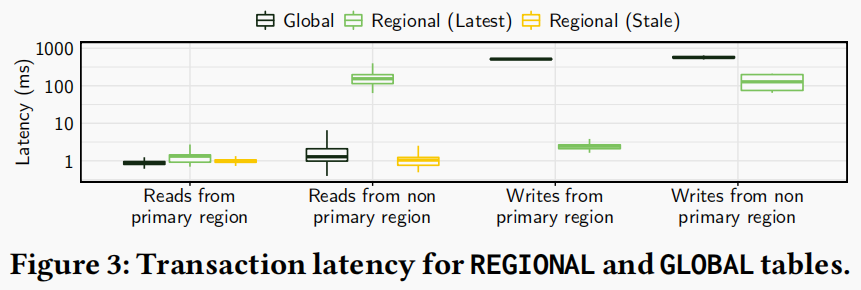 Global Regional (Latest) Regional (Stale)
Latency (ms)
1000
100
10
1
Reads from
primary region
Reads from non
primary region
Writes from
primary region
Writes from non
primary region
Figure 3: Transaction latency for REGIONAL and GLOBAL tables.